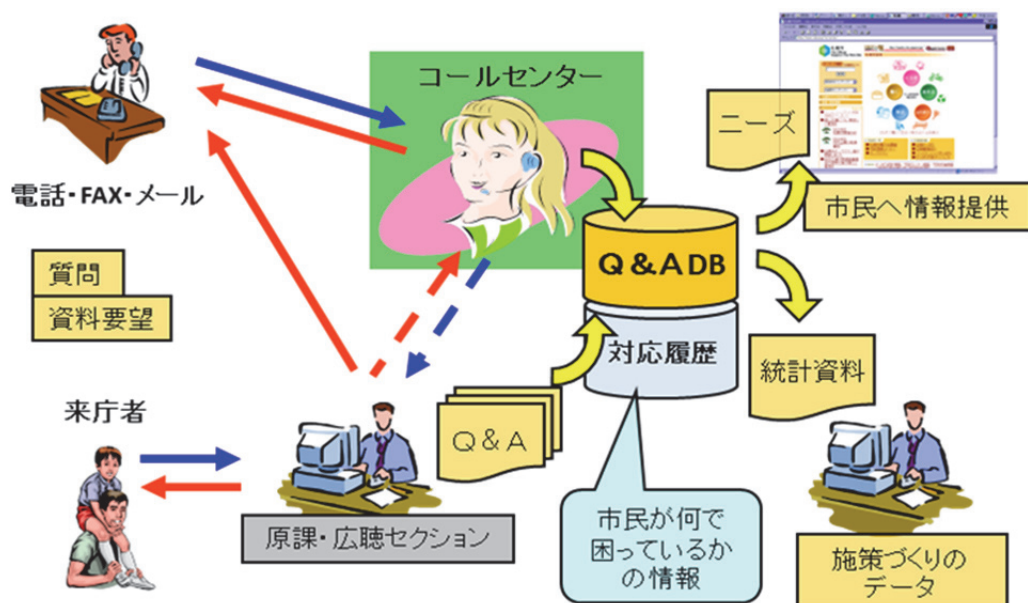 コールセンター
ニーズ
電話・FAX・メール
市民へ情報提供
質問
資料要望
Q&A DB
対応履歴
統計資料
来庁者
Q&A
原課・広聴セクション
市民が何で
困っているか
の情報
施策づくりの
データ